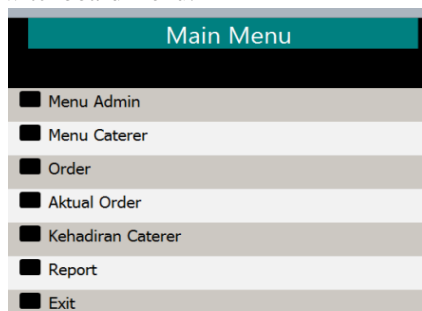 Main Menu
Menu Admin
Menu Caterer
Order
Aktual Order
Kehadiran Caterer
Report
Exit